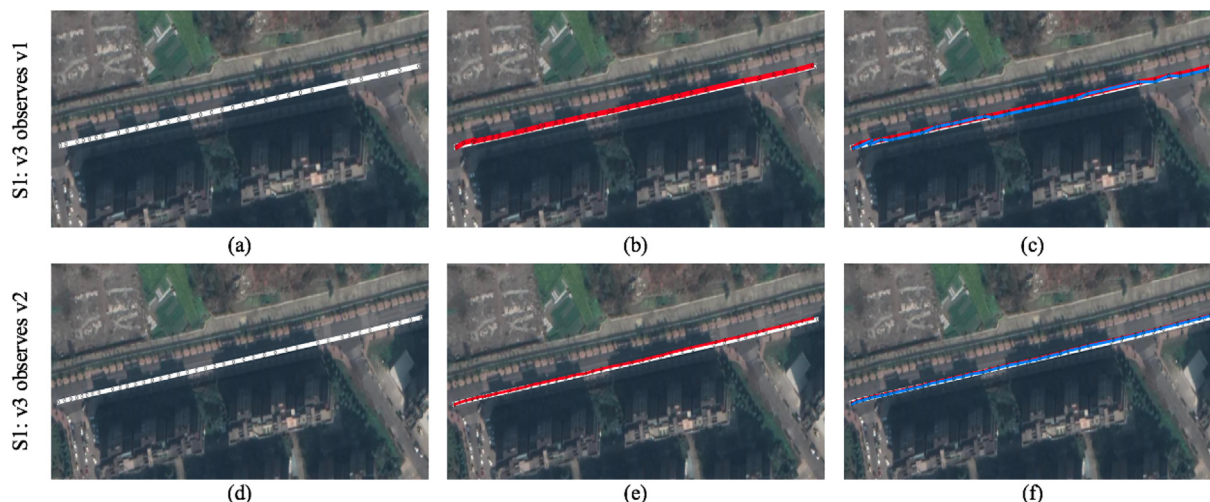 S1: v3 observes v1
(a)
(b)
(c)
S1: v3 observes v2
(d)
(e)
(f)